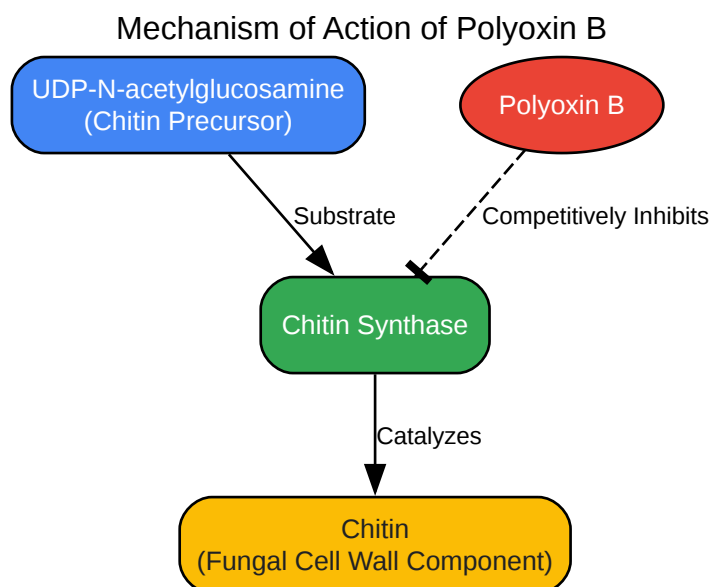 Mechanism of Action of Polyoxin B
UDP-N-acetylglucosamine
(Chitin Precursor)
Polyoxin B
Substrate
Competitively Inhibits
Chitin Synthase
Catalyzes
Chitin
(Fungal Cell Wall Component)